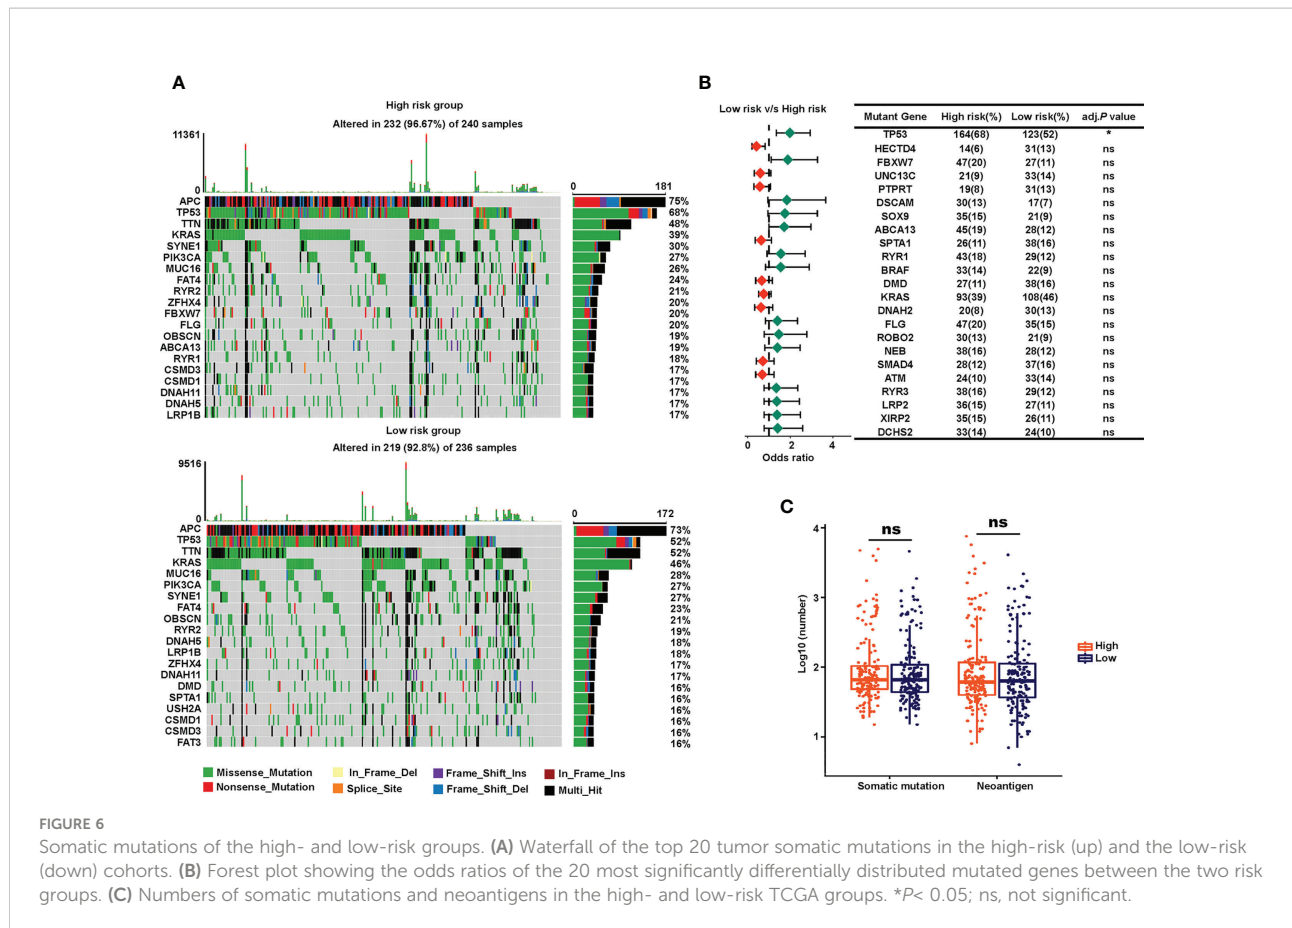 A
High risk group
Altered in 232 (96.67%) of 240 samples
11361
0
0 181
APC 75%
TP53 68%
TTN 48%
KRAS 39%
SYNE1 30%
PIK3CA 27%
MUC16 26%
FAT4 24%
RYR2 21%
ZFHX4 20%
FBXW7 20%
FLG 20%
OBSCN 19%
ABCA13 19%
RYR1 18%
CSMD3 17%
CSMD1 17%
DNAH11 17%
DNAH5 17%
LRP1B 17%
Low risk group
Altered in 219 (92.8%) of 236 samples
9516
0
0 172
APC 73%
TP53 52%
TTN 52%
KRAS 46%
MUC16 28%
PIK3CA 27%
SYNE1 27%
FAT4 23%
OBSCN 21%
RYR2 19%
DNAH5 18%
LRP1B 18%
ZFHX4 17%
DNAH11 17%
DMD 16%
SPTA1 16%
USH2A 16%
CSMD1 16%
CSMD3 16%
FAT3 16%
Missense_Mutation In_Frame_Del Frame_Shift_Ins In_Frame_Ins
Nonsense_Mutation Splice_Site Frame_Shift_Del Multi_Hit
B
Low risk v/s High risk
Mutant Gene High risk(%) Low risk(%) adj.P value
TP53 164(68) 123(52) *
HECTD4 14(6) 31(13) ns
FBXW7 47(20) 27(11) ns
UNC13C 21(9) 33(14) ns
PTPRT 19(8) 31(13) ns
DSCAM 30(13) 17(7) ns
SOX9 35(15) 21(9) ns
ABCA13 45(19) 28(12) ns
SPTA1 26(11) 38(16) ns
RYR1 43(18) 29(12) ns
BRAF 33(14) 22(9) ns
DMD 27(11) 38(16) ns
KRAS 93(39) 108(46) ns
DNAH2 20(8) 30(13) ns
FLG 47(20) 35(15) ns
ROBO2 30(13) 21(9) ns
NEB 38(16) 28(12) ns
SMAD4 28(12) 37(16) ns
ATM 24(10) 33(14) ns
RYR3 38(16) 29(12) ns
LRP2 36(15) 27(11) ns
XIRP2 35(15) 26(11) ns
DCHS2 33(14) 24(10) ns
0 2 4
Odds ratio
C
ns ns
4
3
2
1
Log10 (number)
Somatic mutation Neoantigen
High
Low
FIGURE 6
Somatic mutations of the high- and low-risk groups. (A) Waterfall of the top 20 tumor somatic mutations in the high-risk (up) and the low-risk
(down) cohorts. (B) Forest plot showing the odds ratios of the 20 most significantly differentially distributed mutated genes between the two risk
groups. (C) Numbers of somatic mutations and neoantigens in the high- and low-risk TCGA groups. *P< 0.05; ns, not significant.